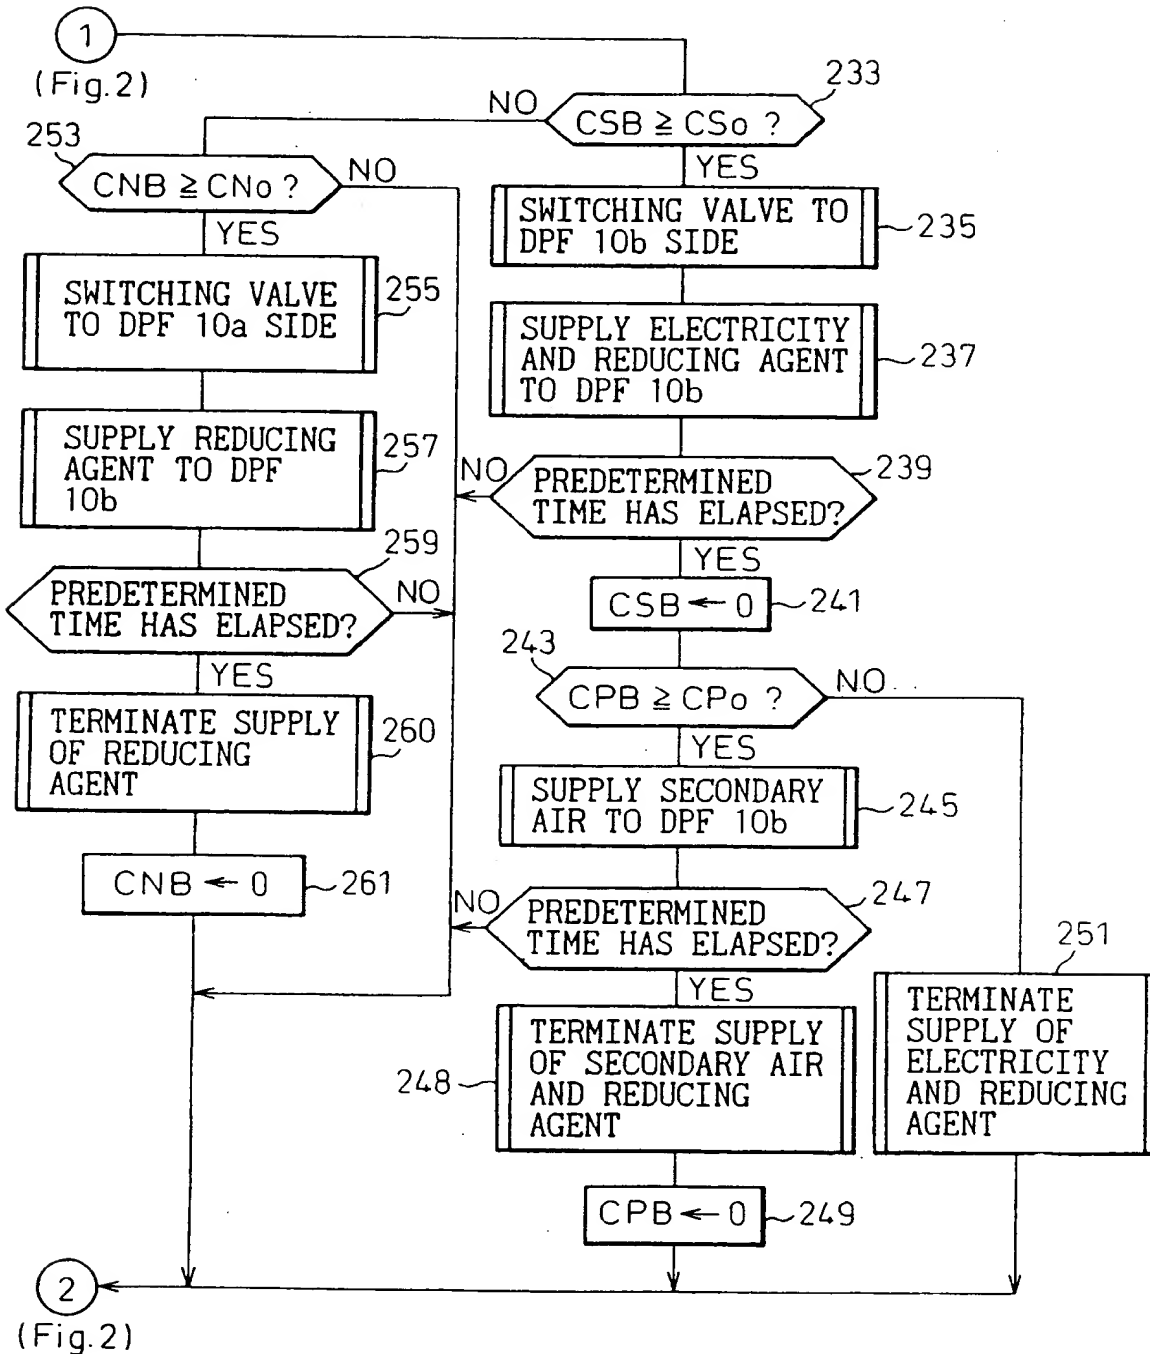 1
(Fig.2)
233
NO
CSB ≧ CSo ?
YES
253
CNB ≧ CNo ?
NO
YES
SWITCHING VALVE TO
DPF 10b SIDE
235
SWITCHING VALVE
TO DPF 10a SIDE
255
SUPPLY ELECTRICITY
AND REDUCING AGENT
TO DPF 10b
237
SUPPLY REDUCING
AGENT TO DPF
10b
257
NO
PREDETERMINED
TIME HAS ELAPSED?
239
YES
259
PREDETERMINED
TIME HAS ELAPSED?
NO
YES
CSB ← 0
241
243
CPB ≧ CPo ?
NO
YES
TERMINATE SUPPLY
OF REDUCING
AGENT
260
SUPPLY SECONDARY
AIR TO DPF 10b
245
CNB ← 0
261
NO
PREDETERMINED
TIME HAS ELAPSED?
247
YES
251
TERMINATE
SUPPLY OF
ELECTRICITY
AND REDUCING
AGENT
248
TERMINATE SUPPLY
OF SECONDARY AIR
AND REDUCING
AGENT
CPB ← 0
249
2
(Fig.2)